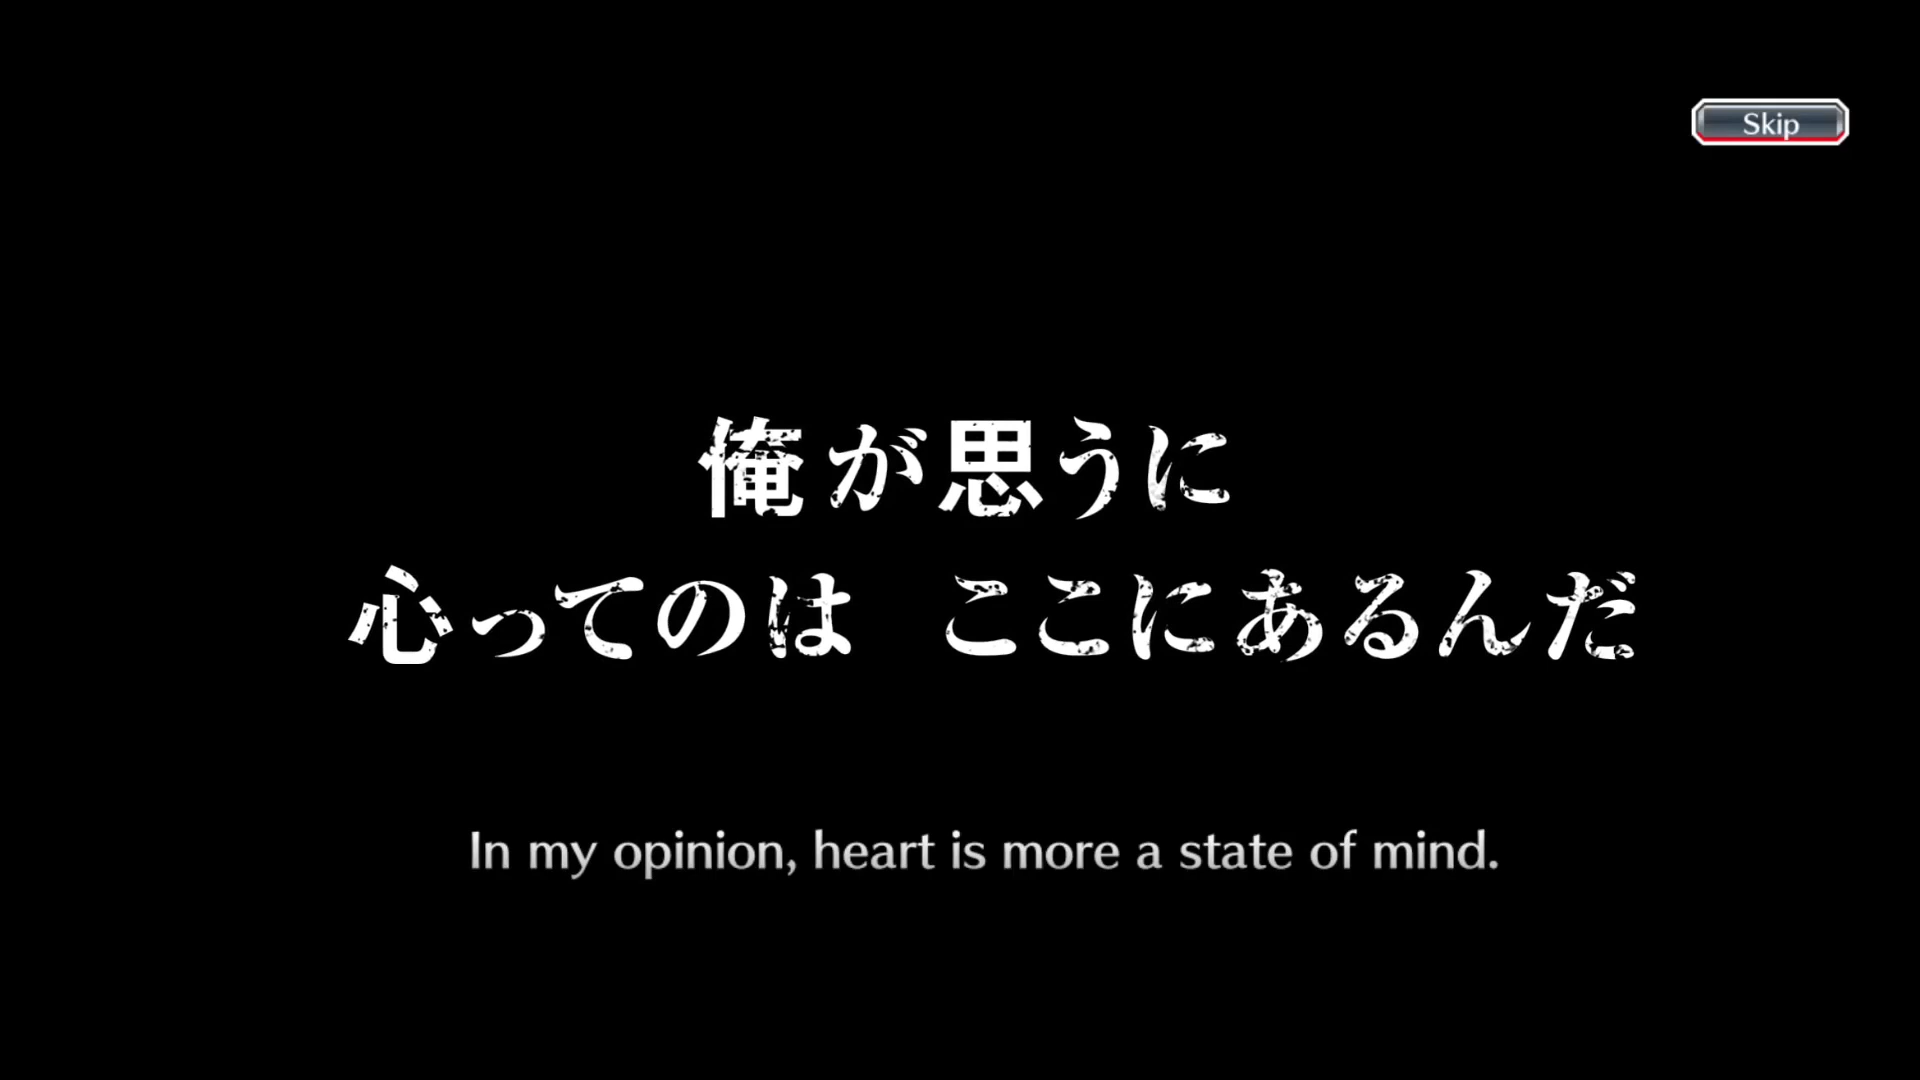 Skip
俺が思うに
心ってのは ここにあるんだ
In my opinion, heart is more a state of mind.